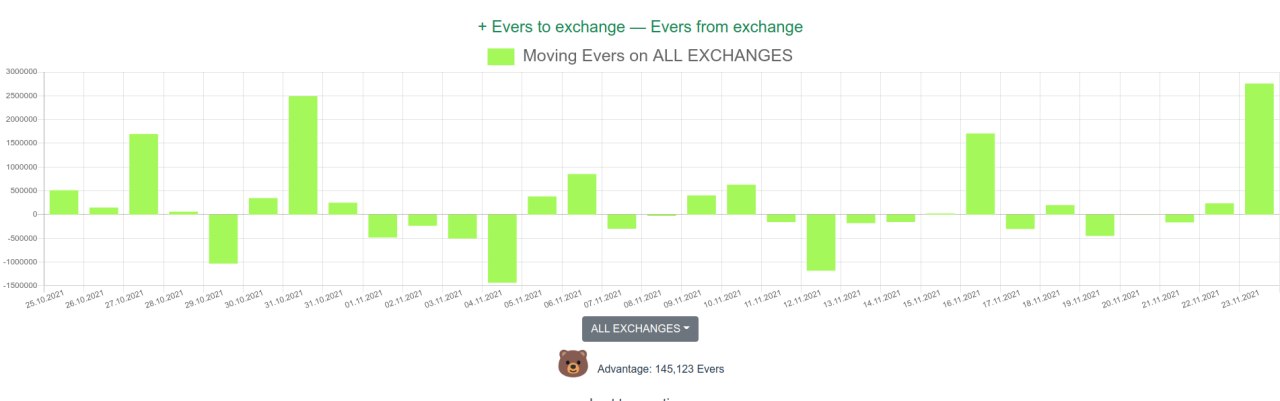 + Evers to exchange — Evers from exchange
Moving Evers on ALL EXCHANGES
3000000
2500000
2000000
1500000
1000000
500000
0
-500000
-1000000
-1500000
25.10.2021 26.10.2021 27.10.2021 28.10.2021 29.10.2021 30.10.2021 31.10.2021 31.10.2021 01.11.2021 02.11.2021 03.11.2021 04.11.2021 05.11.2021 06.11.2021 07.11.2021 08.11.2021 09.11.2021 10.11.2021 11.11.2021 12.11.2021 13.11.2021 14.11.2021 15.11.2021 16.11.2021 17.11.2021 18.11.2021 19.11.2021 20.11.2021 21.11.2021 22.11.2021 23.11.2021
ALL EXCHANGES
Advantage: 145,123 Evers